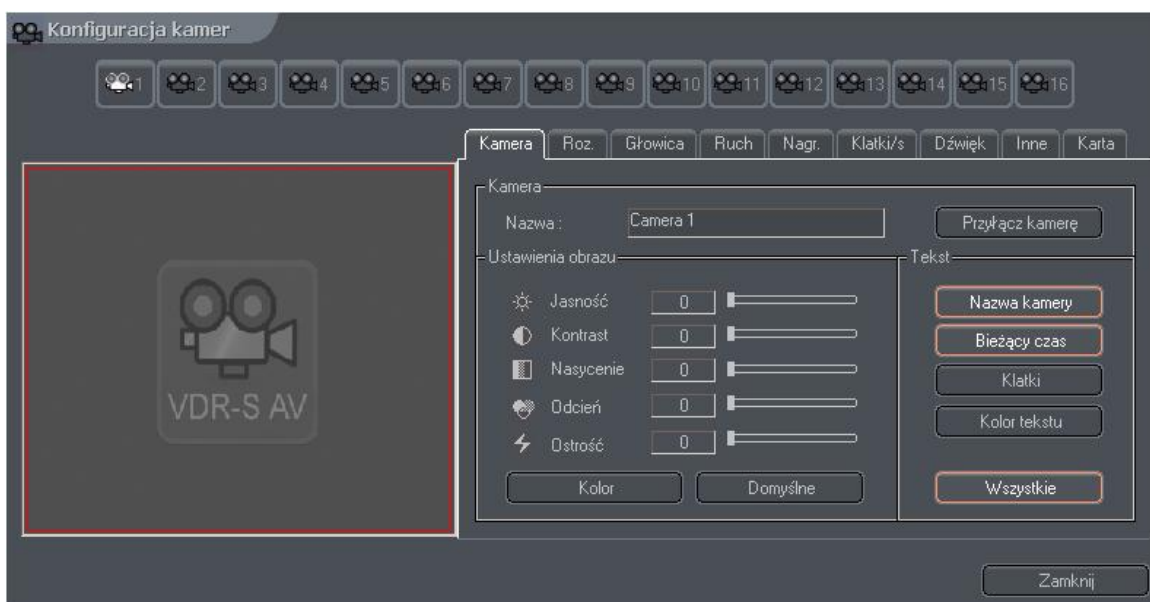 Konfiguracja kamer
1 2 3 4 5 6 7 8 9 10 11 12 13 14 15 16
Kamera Roz. Głowica Ruch Nagr. Klatki/s Dźwięk Inne Karta
Kamera
Nazwa : Camera 1 Przyłącz kamerę
Ustawienia obrazu Tekst
Jasność 0 Nazwa kamery
Kontrast 0 Bieżący czas
Nasycenie 0 Klatki
Odcień 0 Kolor tekstu
Ostrość 0
Kolor Domyślne Wszystkie
VDR-S AV
Zamknij